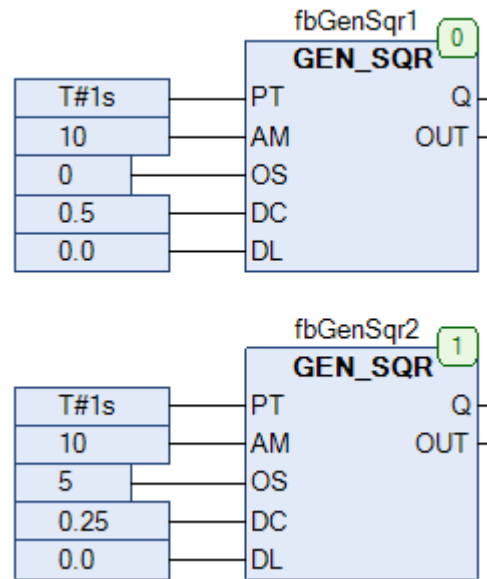 fbGenSqr1
0
GEN_SQR
T#1s PT Q
10 AM OUT
0 OS
0.5 DC
0.0 DL
fbGenSqr2
1
GEN_SQR
T#1s PT Q
10 AM OUT
5 OS
0.25 DC
0.0 DL